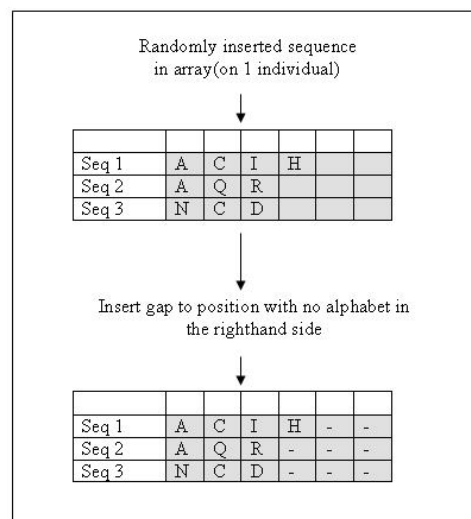 Randomly inserted sequence
in array(on 1 individual)
Seq 1 A C I H
Seq 2 A Q R
Seq 3 N C D
Insert gap to position with no alphabet in
the righthand side
Seq 1 A C I H - -
Seq 2 A Q R - - -
Seq 3 N C D - - -